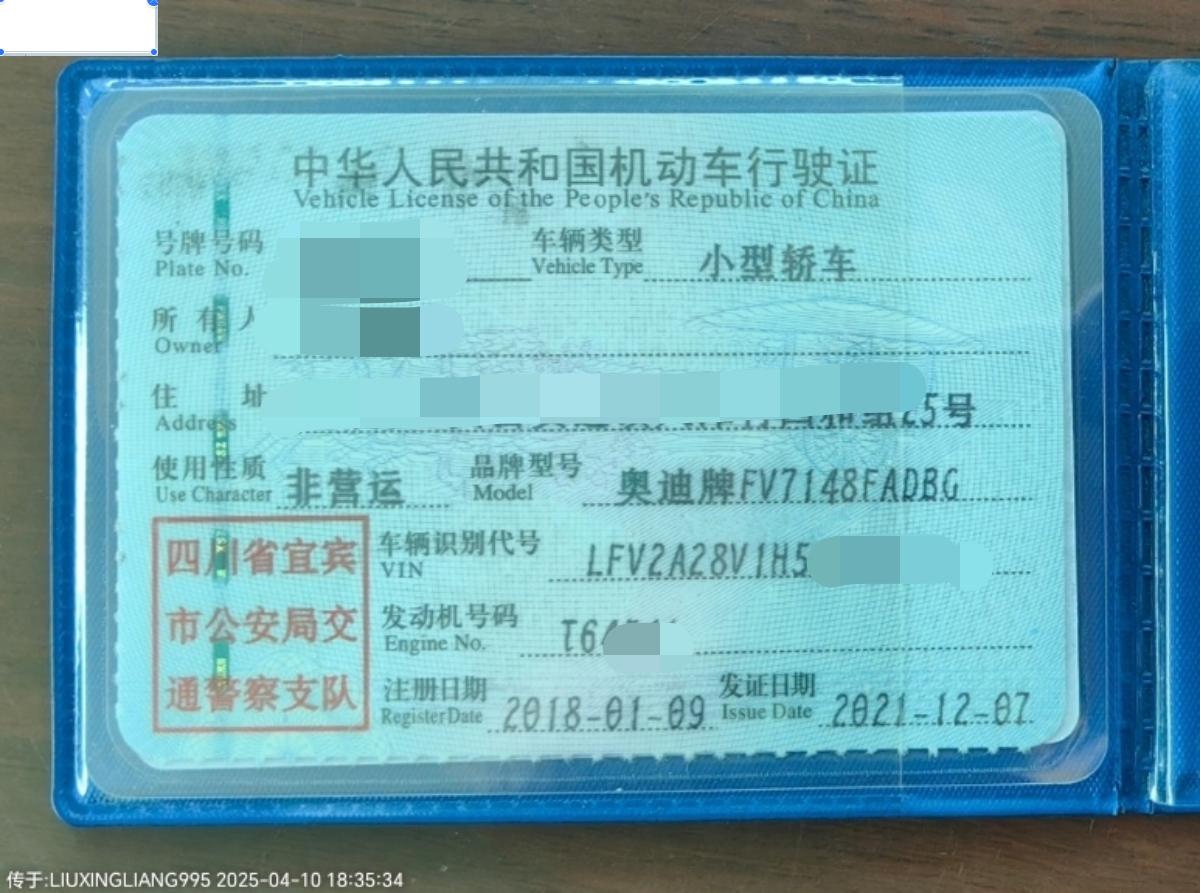 中华人民共和国机动车行驶证
Vehicle License of the People's Republic of China
号牌号码
Plate No.
车辆类型 小型轿车
Vehicle Type
所有人
Owner
住址 25号
Address
使用性质 非营运
Use Character
品牌型号 奥迪牌FV7148FADBG
Model
四川省宜宾
市公安局交
通警察支队
车辆识别代号 LFV2A28V1H5
VIN
发动机号码 T64
Engine No.
注册日期 2018-01-09
Register Date
发证日期 2021-12-07
Issue Date
传于:LIUXINGLIANG995 2025-04-10 18:35:34